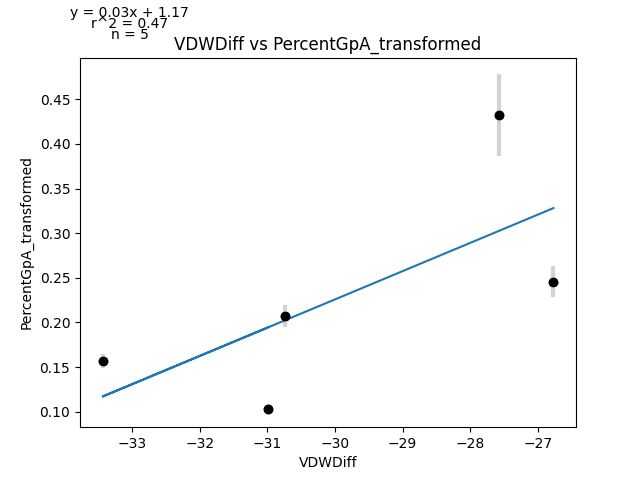 y = 0.03x + 1.17
r^2 = 0.47
n = 5
VDWDiff vs PercentGpA_transformed
PercentGpA_transformed
0.45
0.40
0.35
0.30
0.25
0.20
0.15
0.10
−33
−32
−31
−30
−29
−28
−27
VDWDiff